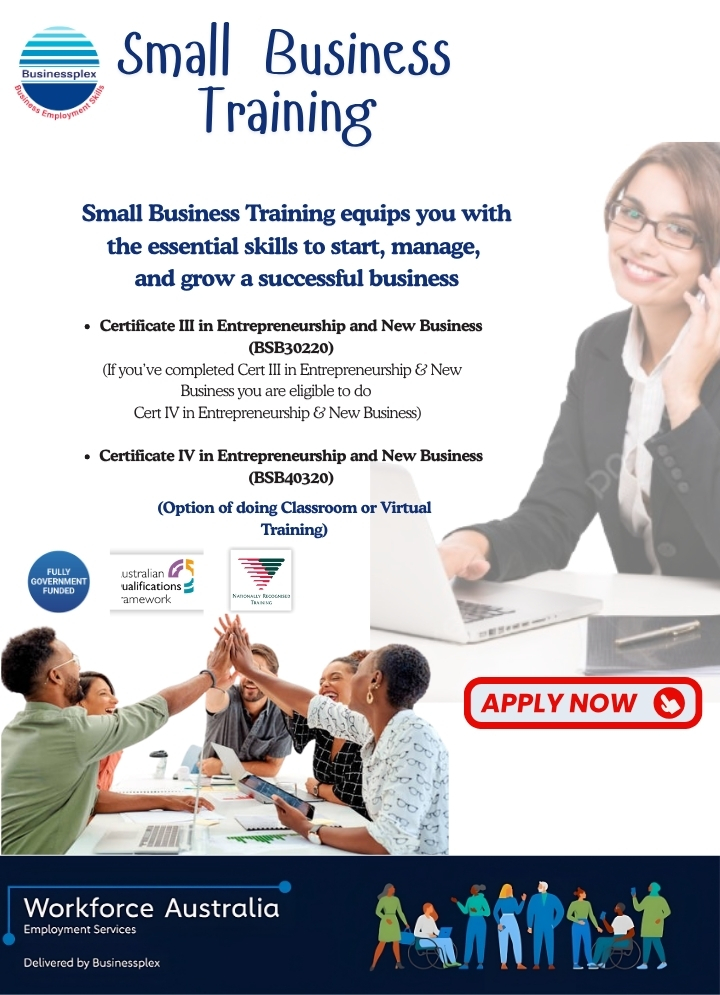 Businessplex
Business Employment Skills
Small Business
Training
Small Business Training equips you with
the essential skills to start, manage,
and grow a successful business
• Certificate III in Entrepreneurship and New Business
(BSB30220)
(If you've completed Cert III in Entrepreneurship & New
Business you are eligible to do
Cert IV in Entrepreneurship & New Business)
• Certificate IV in Entrepreneurship and New Business
(BSB40320)
(Option of doing Classroom or Virtual
Training)
FULLY
GOVERNMENT
FUNDED
ustralian
ualifications
ramework
NATIONALLY RECOGNISED
TRAINING
APPLY NOW
Workforce Australia
Employment Services
Delivered by Businessplex